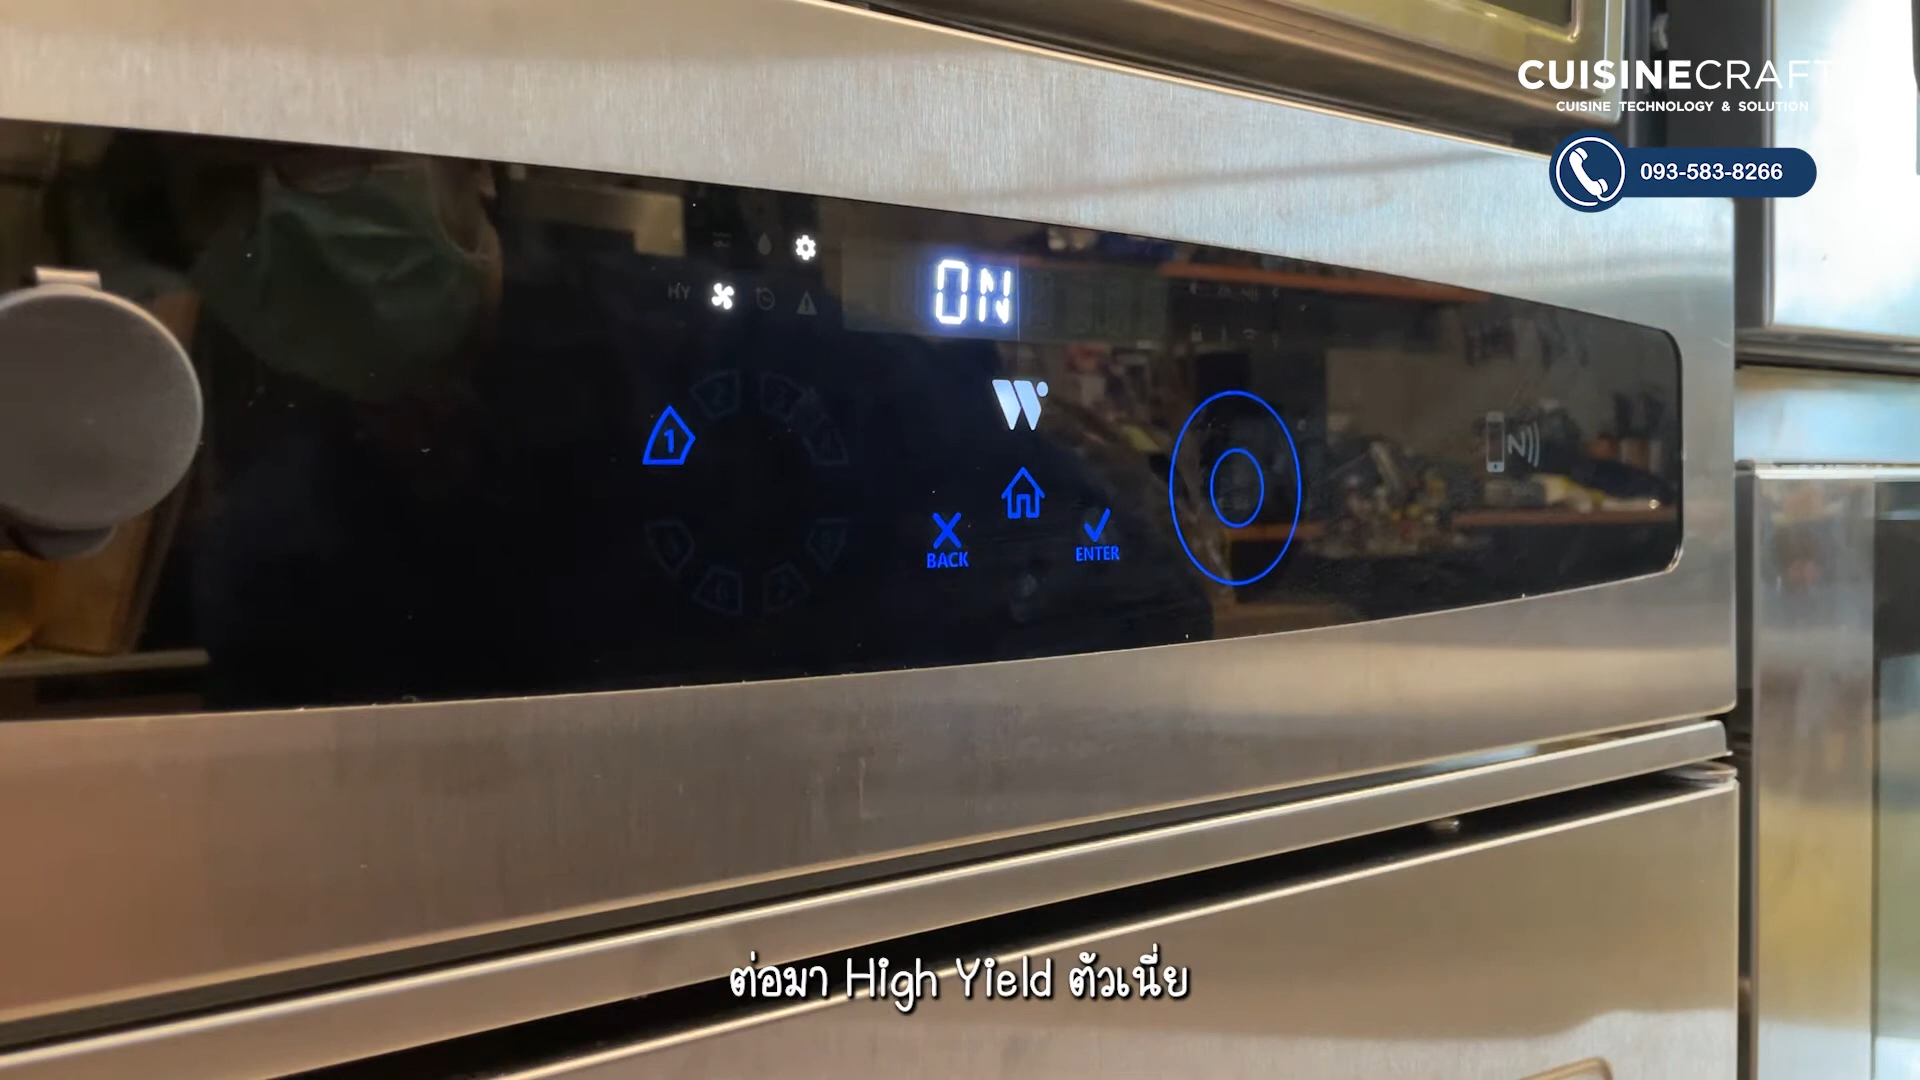 CUISINECRAFT
CUISINE TECHNOLOGY & SOLUTION
093-583-8266
HY
ON
1
BACK
ENTER
N
ต่อมา High Yield ตัวเนี่ย